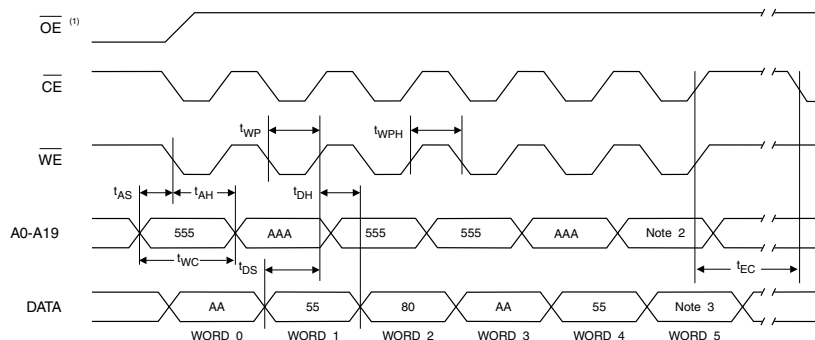 OE (1)
CE
tWP tWPH
WE
tAS tAH tDH
A0-A19 555 AAA 555 555 AAA Note 2
tWC tDS tEC
DATA AA 55 80 AA 55 Note 3
WORD 0 WORD 1 WORD 2 WORD 3 WORD 4 WORD 5